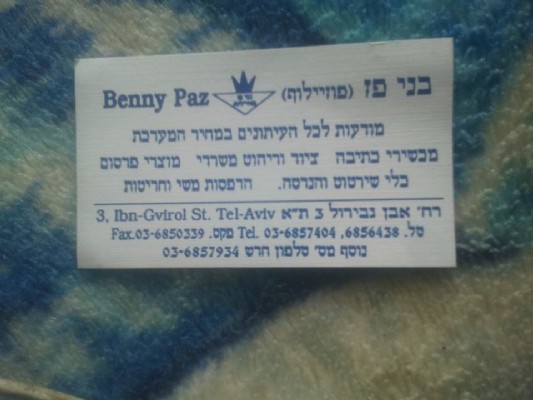 בני פז (פוזיילוף) Benny Paz
מודעות לכל העיתונים במחיר המערכת
מכשירי כתיבה ציוד וריהוט משרדי מוצרי פרסום
כלי שירטוט והנדסה. הדפסות משי וחריטות
רח' אבן גבירול 3 ת"א 3, Ibn-Gvirol St. Tel-Aviv
טל. 6856438, 03-6857404 .Tel פקס. Fax.03-6850339
נוסף מס' טלפון חדש 03-6857934